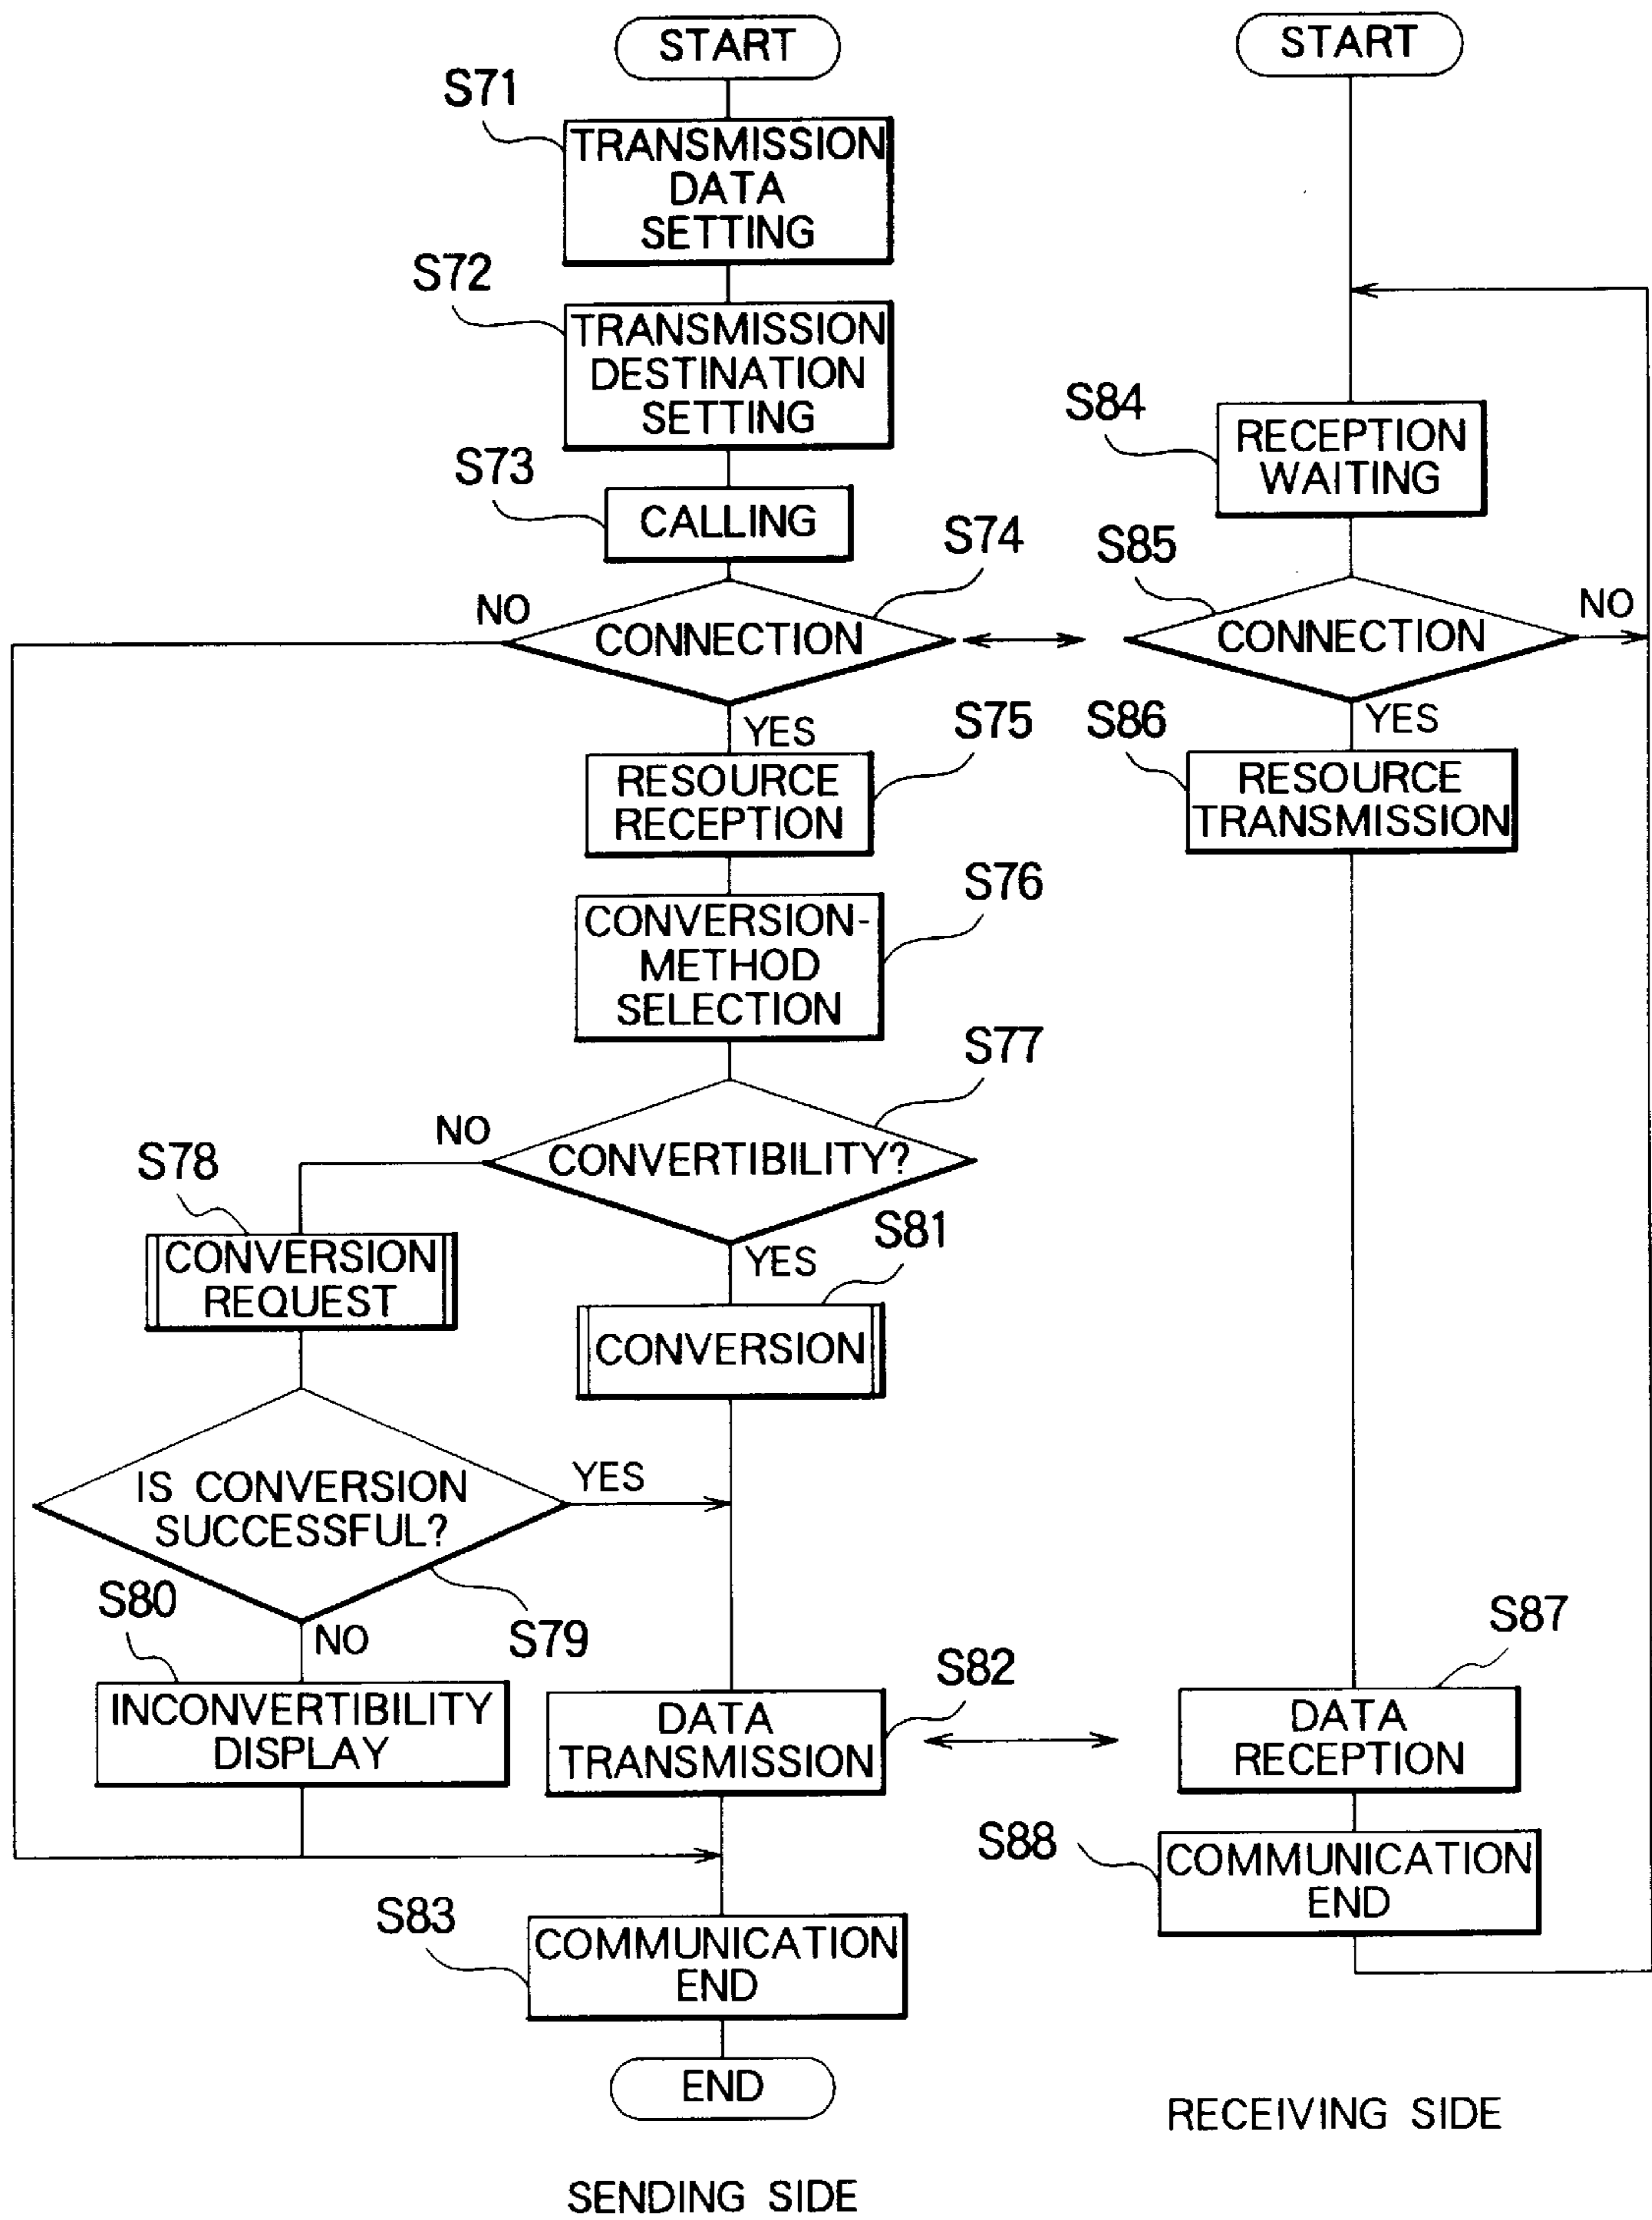 START
S71
TRANSMISSION
DATA
SETTING
S72
TRANSMISSION
DESTINATION
SETTING
S73
CALLING
S74
NO
CONNECTION
YES
S75
RESOURCE
RECEPTION
S76
CONVERSION-
METHOD
SELECTION
S77
NO
CONVERTIBILITY?
YES
S78
CONVERSION
REQUEST
S81
CONVERSION
IS CONVERSION
SUCCESSFUL?
YES
S79
NO
S80
INCONVERTIBILITY
DISPLAY
S82
DATA
TRANSMISSION
S83
COMMUNICATION
END
END
SENDING SIDE
START
S84
RECEPTION
WAITING
S85
CONNECTION
NO
YES
S86
RESOURCE
TRANSMISSION
S87
DATA
RECEPTION
S88
COMMUNICATION
END
RECEIVING SIDE